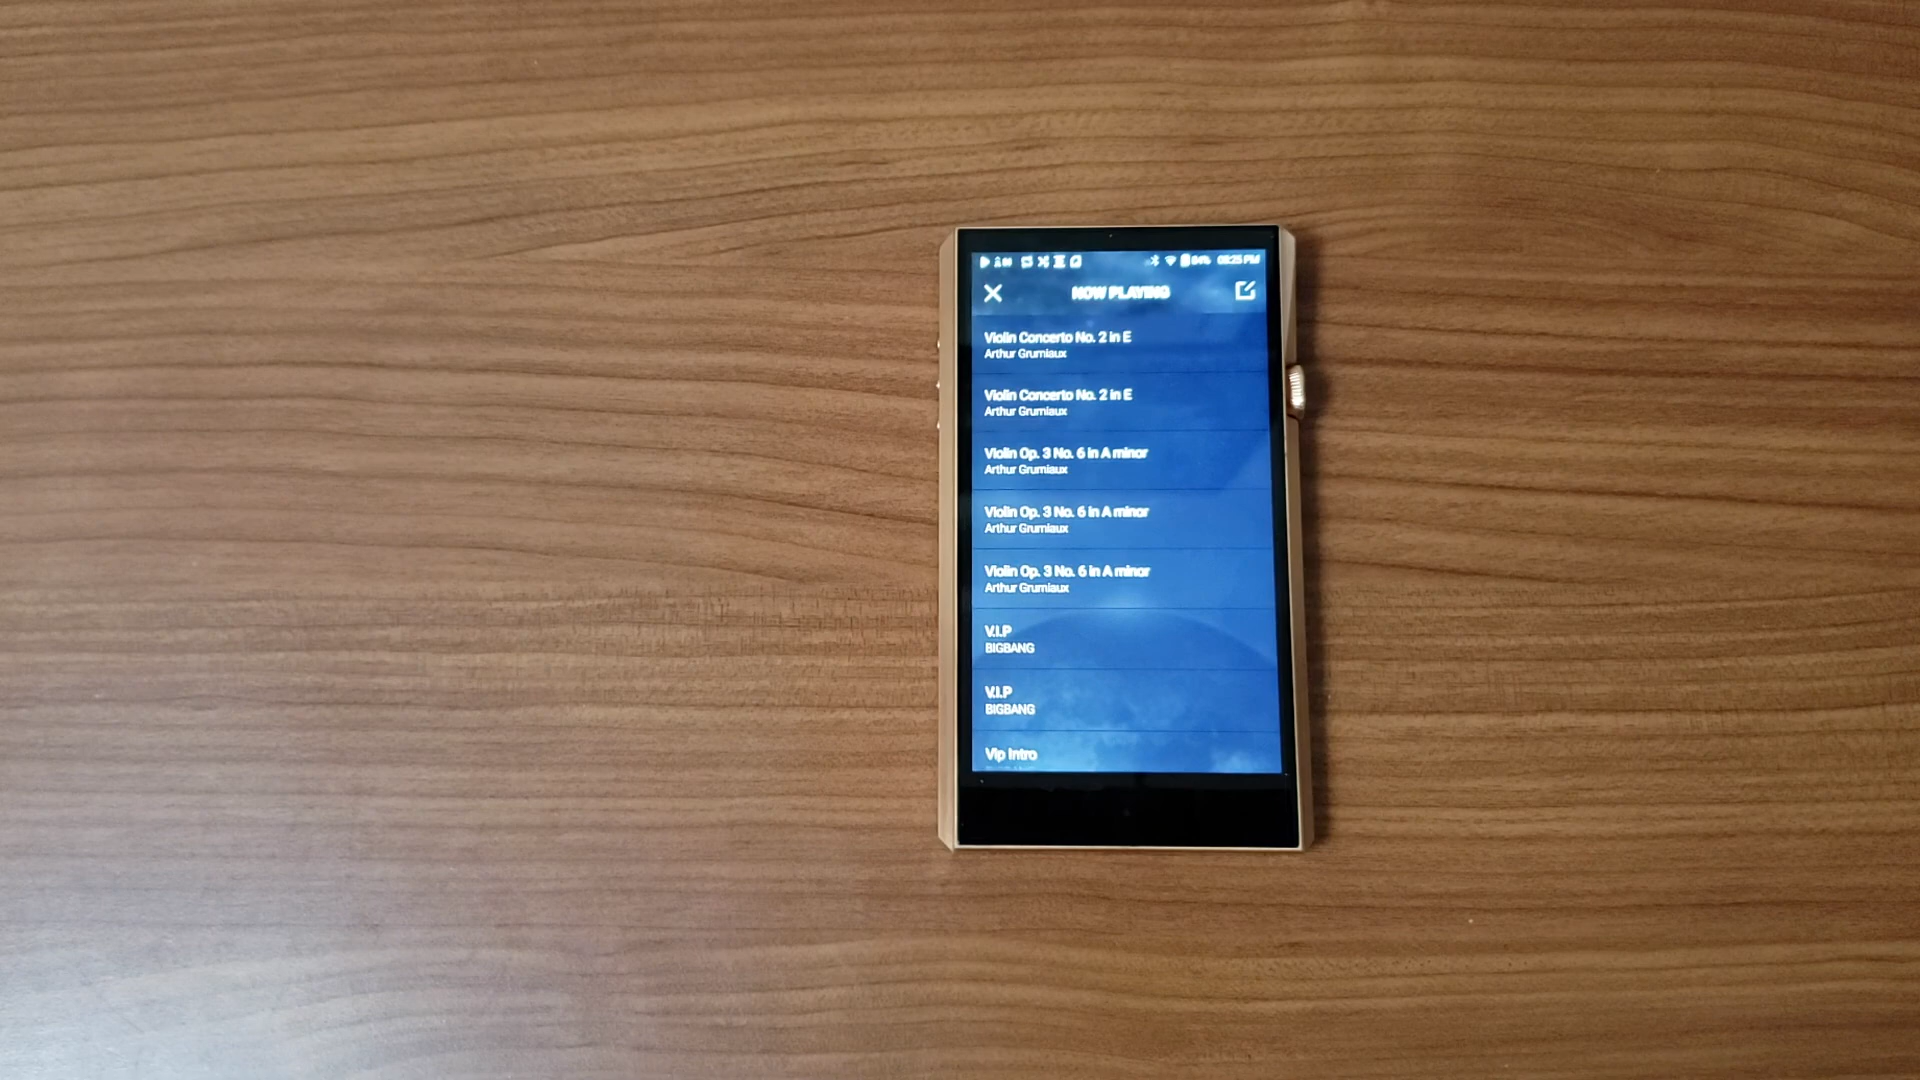 NOW PLAYING
Violin Concerto No. 2 in E
Arthur Grumiaux
Violin Concerto No. 2 in E
Arthur Grumiaux
Violin Op. 3 No. 6 in A minor
Arthur Grumiaux
Violin Op. 3 No. 6 in A minor
Arthur Grumiaux
Violin Op. 3 No. 6 in A minor
Arthur Grumiaux
V.I.P
BIGBANG
V.I.P
BIGBANG
Vip Intro